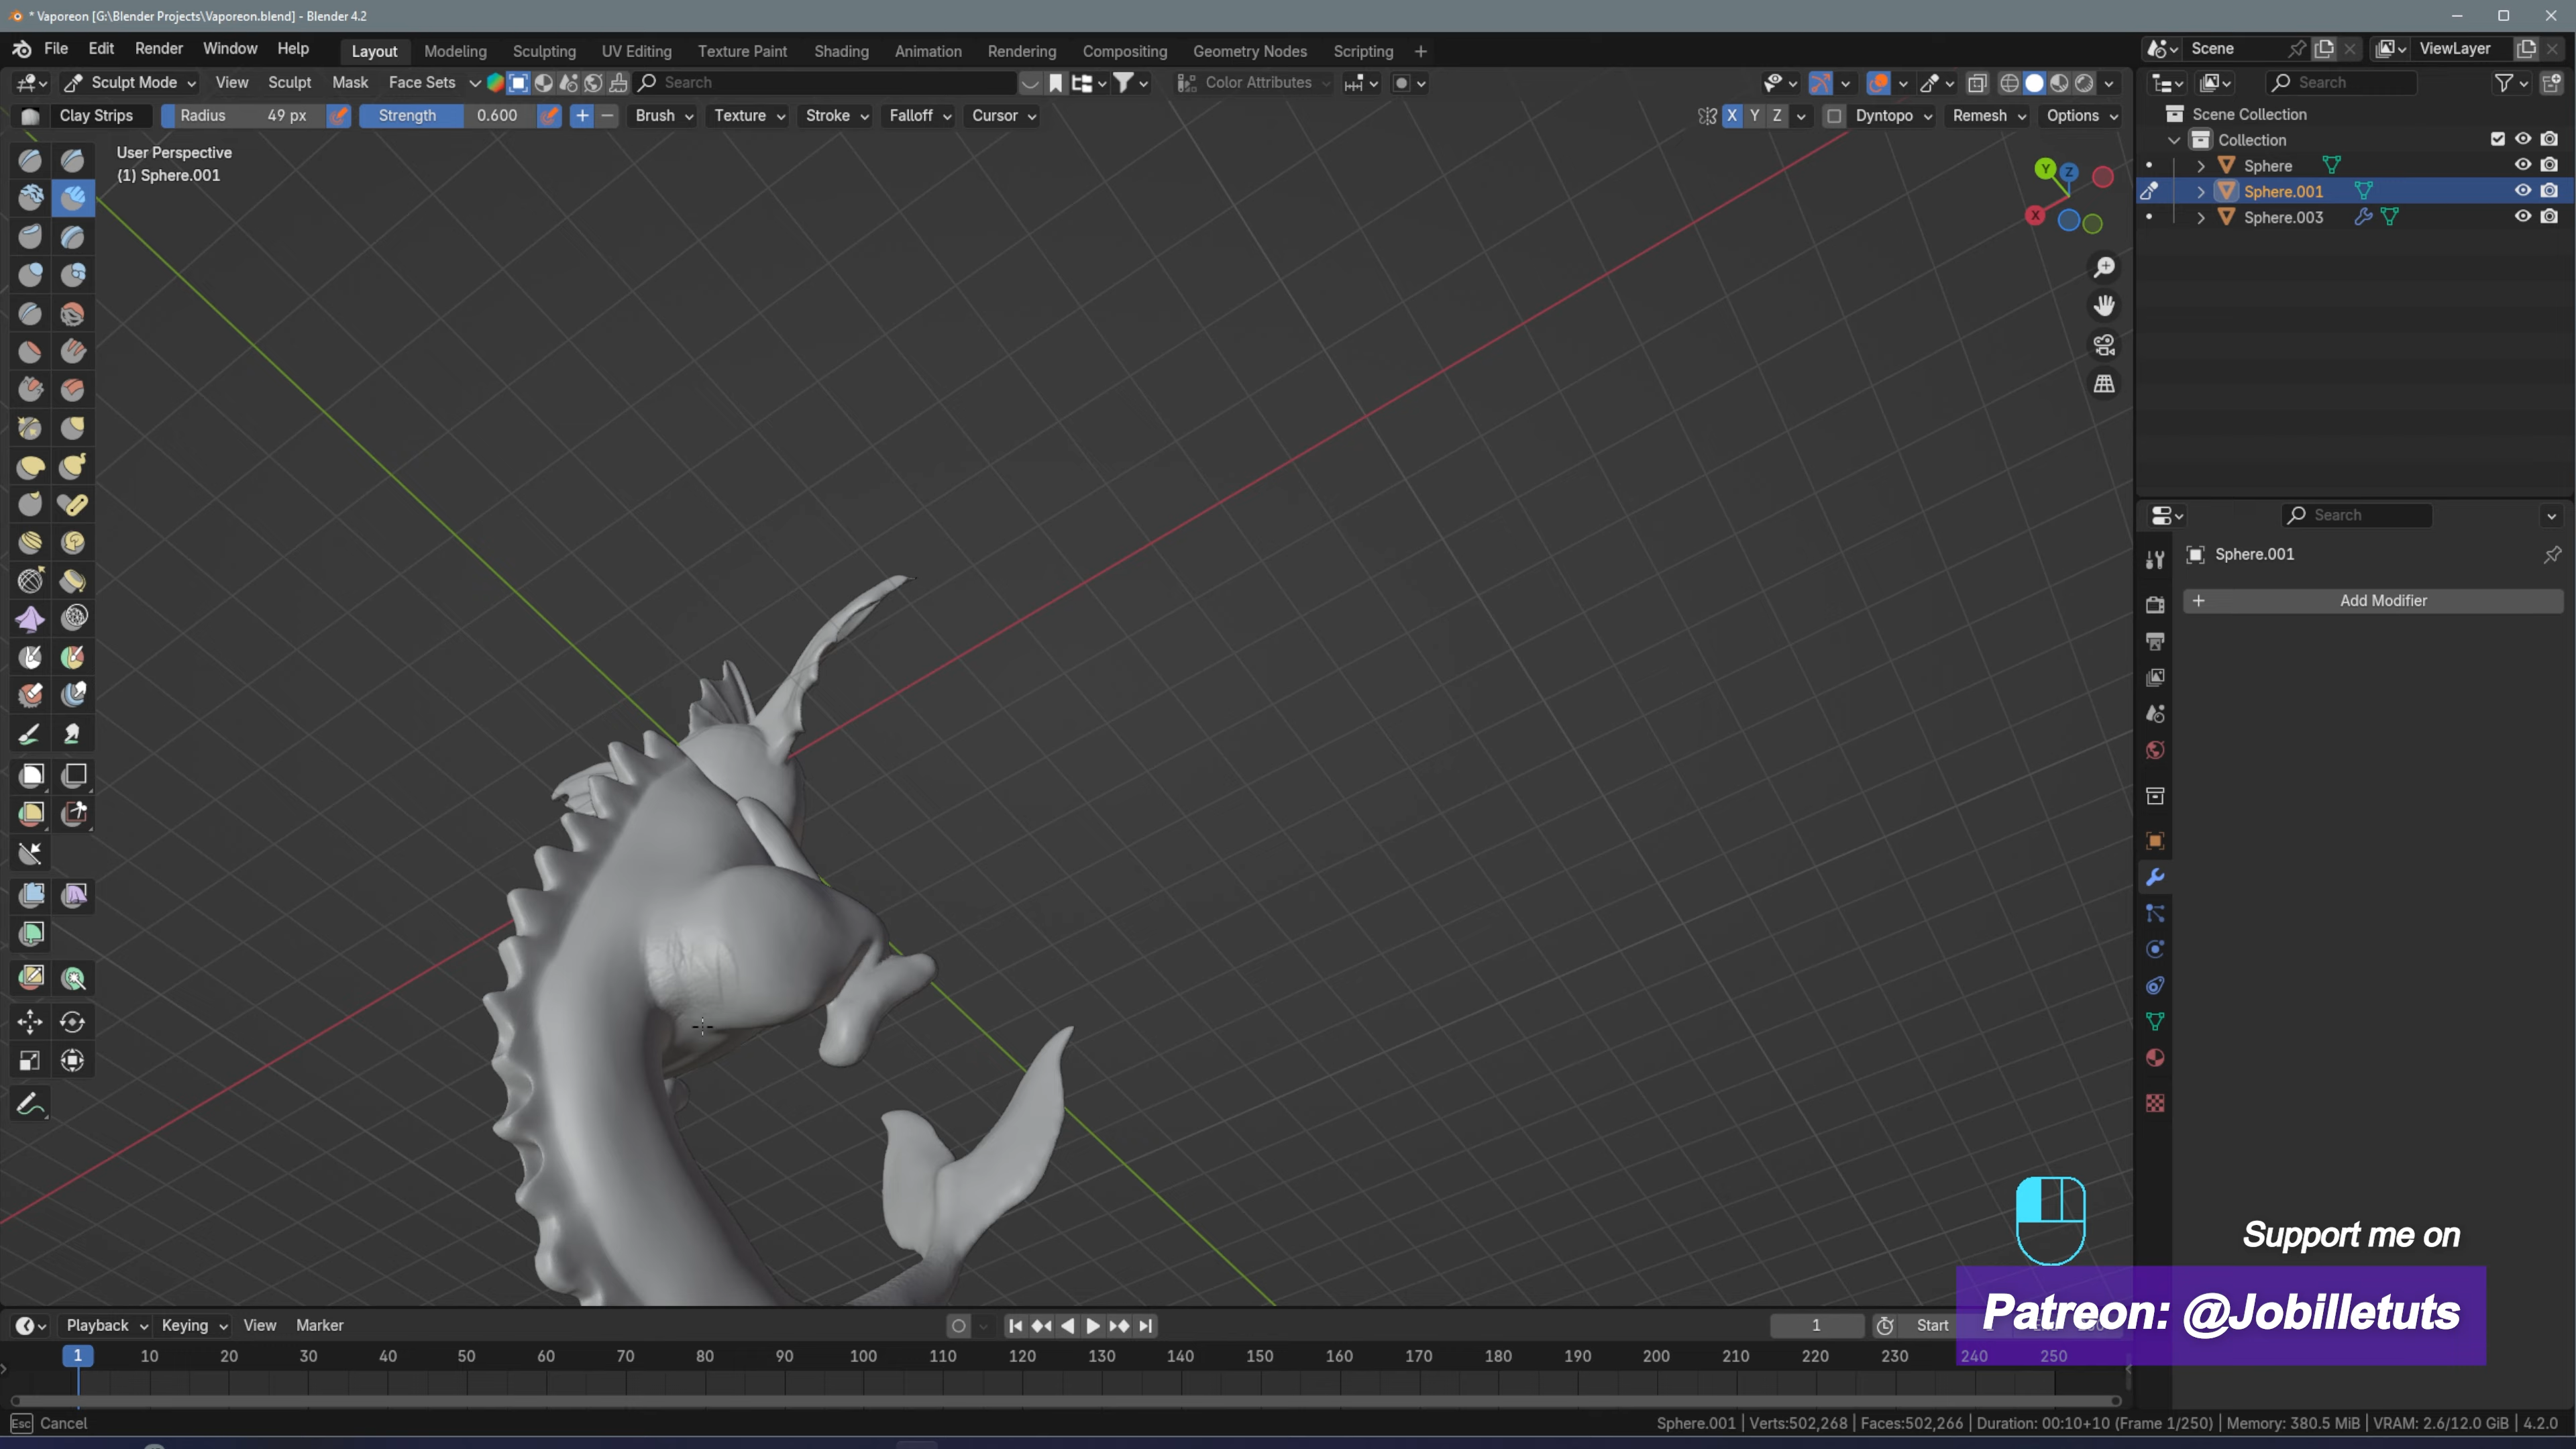 * Vaporeon [G:\Blender Projects\Vaporeon.blend] - Blender 4.2
File Edit Render Window Help Layout Modeling Sculpting UV Editing Texture Paint Shading Animation Rendering Compositing Geometry Nodes Scripting + Scene ViewLayer
Sculpt Mode View Sculpt Mask Face Sets Search Color Attributes Search
Clay Strips Radius 49 px Strength 0.600 Brush Texture Stroke Falloff Cursor X Y Z Dyntopo Remesh Options
Scene Collection
Collection
Sphere
Sphere.001
Sphere.003
User Perspective
(1) Sphere.001
Y Z X
Search
Sphere.001
+ Add Modifier
Support me on
Patreon: @Jobilletuts
Playback Keying View Marker 1 Start
1 10 20 30 40 50 60 70 80 90 100 110 120 130 140 150 160 170 180 190 200 210 220 230 240 250
Esc Cancel Sphere.001 | Verts:502,268 | Faces:502,266 | Duration: 00:10+10 (Frame 1/250) | Memory: 380.5 MiB | VRAM: 2.6/12.0 GiB | 4.2.0